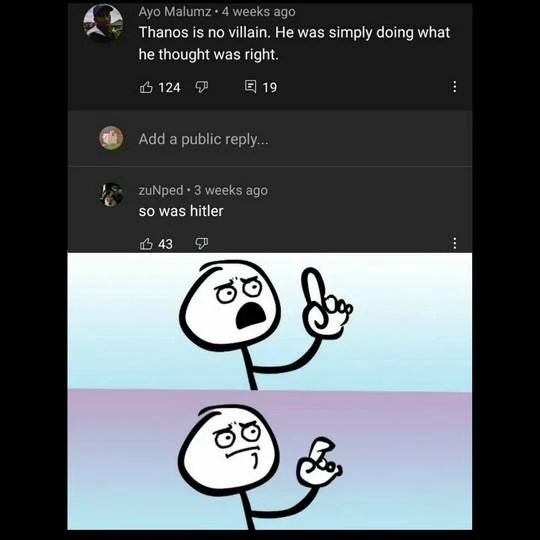 Ayo Malumz • 4 weeks ago
Thanos is no villain. He was simply doing what
he thought was right.
124 19
Add a public reply...
zuNped • 3 weeks ago
so was hitler
43